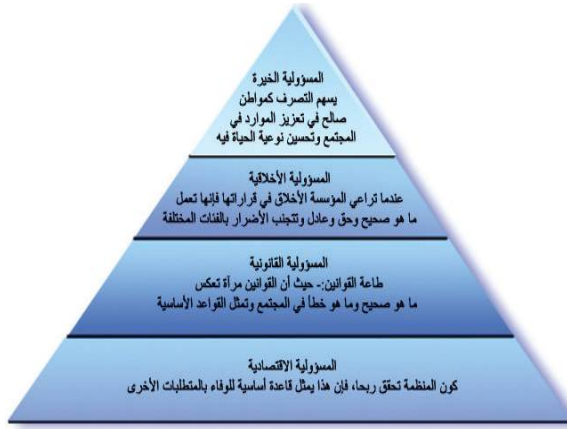 المسؤولية الخيرة
يسهم التصرف كمواطن
صالح في تعزيز الموارد في
المجتمع وتحسين نوعية الحياة فيه
المسؤولية الأخلاقية
عندما تراعي المؤسسة الأخلاق في قراراتها فإنها تعمل
ما هو صحيح وحق وعادل وتتجنب الأضرار بالفئات المختلفة
المسؤولية القانونية
طاعة القوانين:- حيث أن القوانين مرآة تعكس
ما هو صحيح وما هو خطأ في المجتمع وتمثل القواعد الأساسية
المسؤولية الاقتصادية
كون المنظمة تحقق ربحا، فإن هذا يمثل قاعدة أساسية للوفاء بالمتطلبات الأخرى